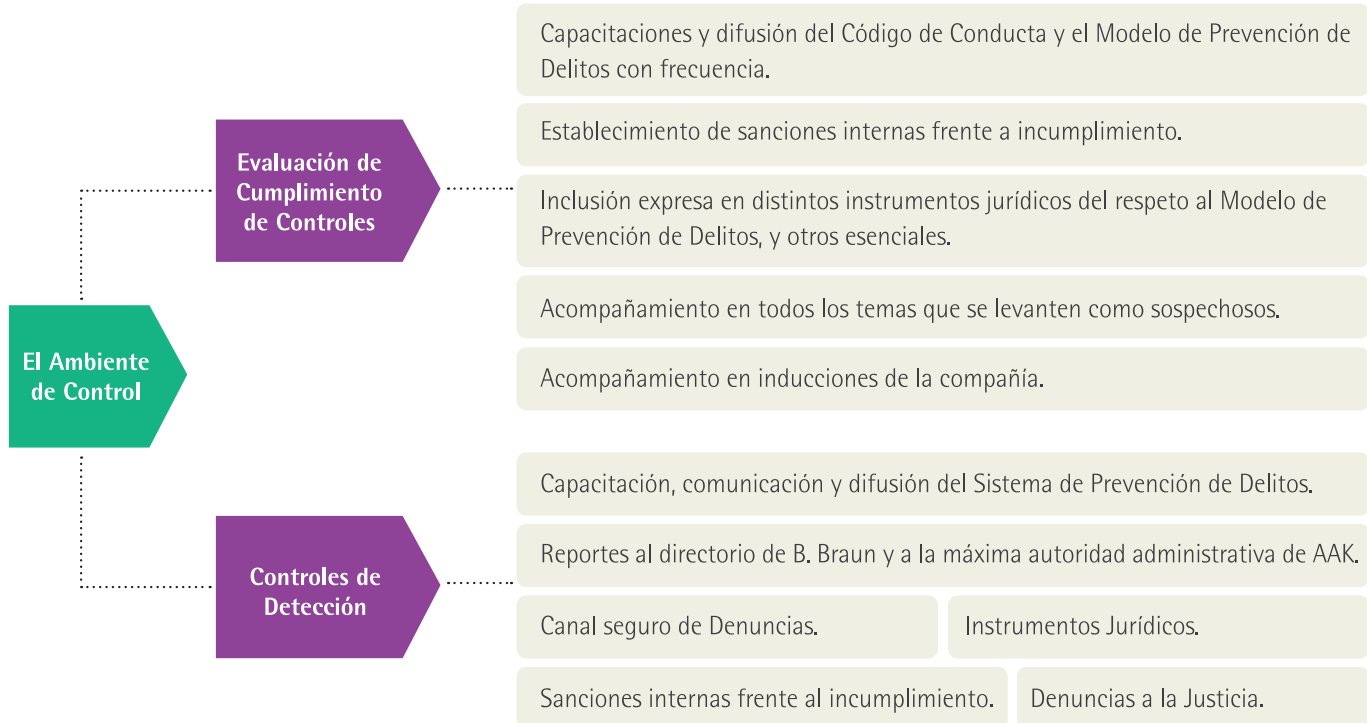 El Ambiente
de Control
Evaluación de
Cumplimiento
de Controles
Capacitaciones y difusión del Código de Conducta y el Modelo de Prevención de
Delitos con frecuencia.
Establecimiento de sanciones internas frente a incumplimiento.
Inclusión expresa en distintos instrumentos jurídicos del respeto al Modelo de
Prevención de Delitos, y otros esenciales.
Acompañamiento en todos los temas que se levanten como sospechosos.
Acompañamiento en inducciones de la compañía.
Controles de
Detección
Capacitación, comunicación y difusión del Sistema de Prevención de Delitos.
Reportes al directorio de B. Braun y a la máxima autoridad administrativa de AAK.
Canal seguro de Denuncias.
Instrumentos Jurídicos.
Sanciones internas frente al incumplimiento.
Denuncias a la Justicia.